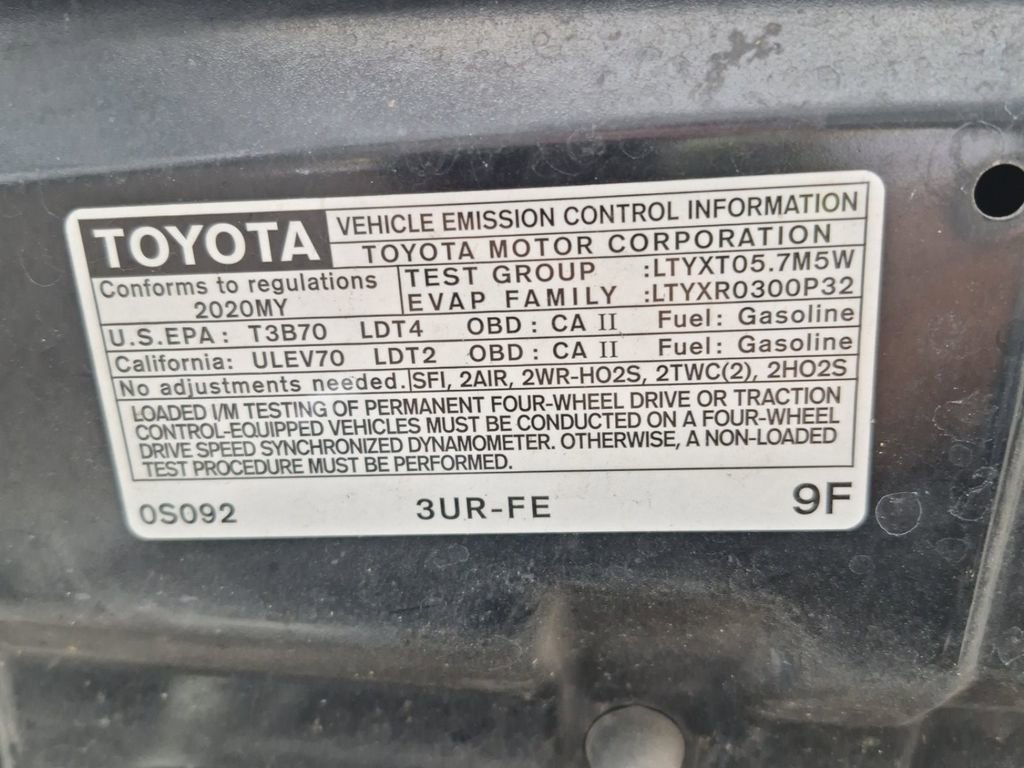 TOYOTA VEHICLE EMISSION CONTROL INFORMATION
TOYOTA MOTOR CORPORATION
Conforms to regulations
2020MY
TEST GROUP :LTYXT05.7M5W
EVAP FAMILY :LTYXR0300P32
U.S.EPA: T3B70 LDT4 OBD: CA II Fuel: Gasoline
California: ULEV70 LDT2 OBD: CA II Fuel: Gasoline
No adjustments needed. SFI, 2AIR, 2WR-HO2S, 2TWC(2), 2HO2S
LOADED I/M TESTING OF PERMANENT FOUR-WHEEL DRIVE OR TRACTION
CONTROL-EQUIPPED VEHICLES MUST BE CONDUCTED ON A FOUR-WHEEL
DRIVE SPEED SYNCHRONIZED DYNAMOMETER. OTHERWISE, A NON-LOADED
TEST PROCEDURE MUST BE PERFORMED.
0S092 3UR-FE 9F